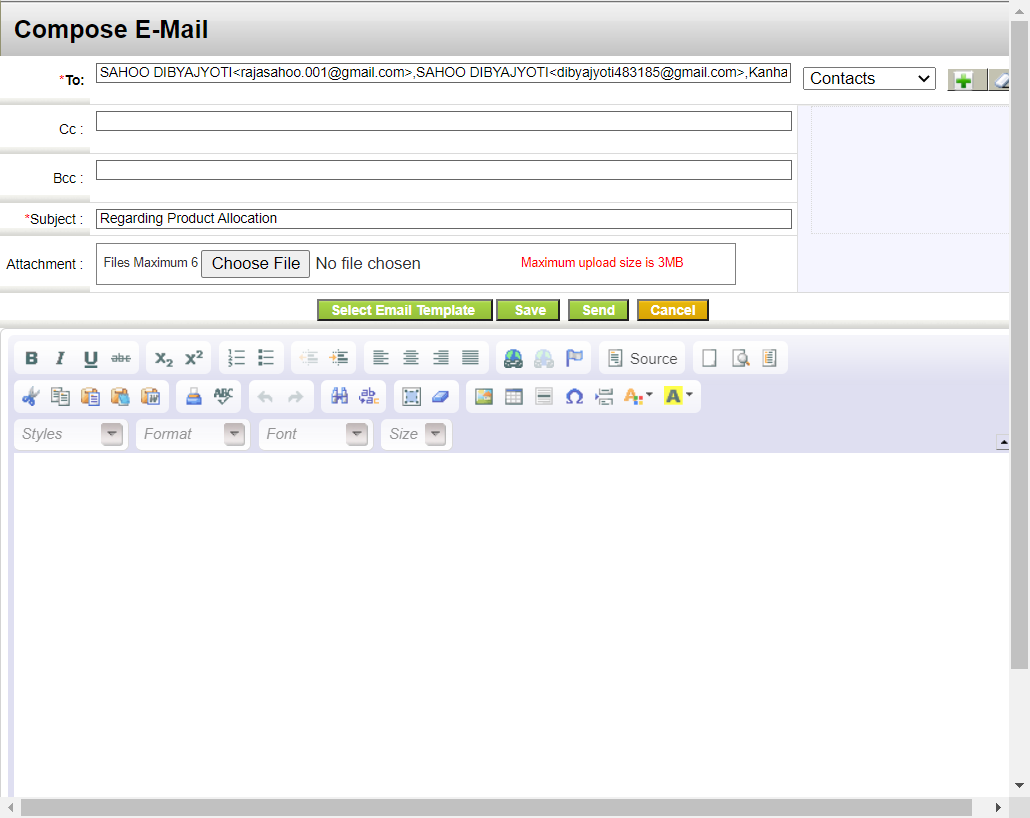 Compose E-Mail
*To: SAHOO DIBYAJYOTI<rajasahoo.001@gmail.com>,SAHOO DIBYAJYOTI<dibyajyoti483185@gmail.com>,Kanha Contacts
Cc :
Bcc :
*Subject : Regarding Product Allocation
Attachment : Files Maximum 6 Choose File No file chosen Maximum upload size is 3MB
Select Email Template Save Send Cancel
B I U abc X2 X2 Source
ABC
Styles Format Font Size